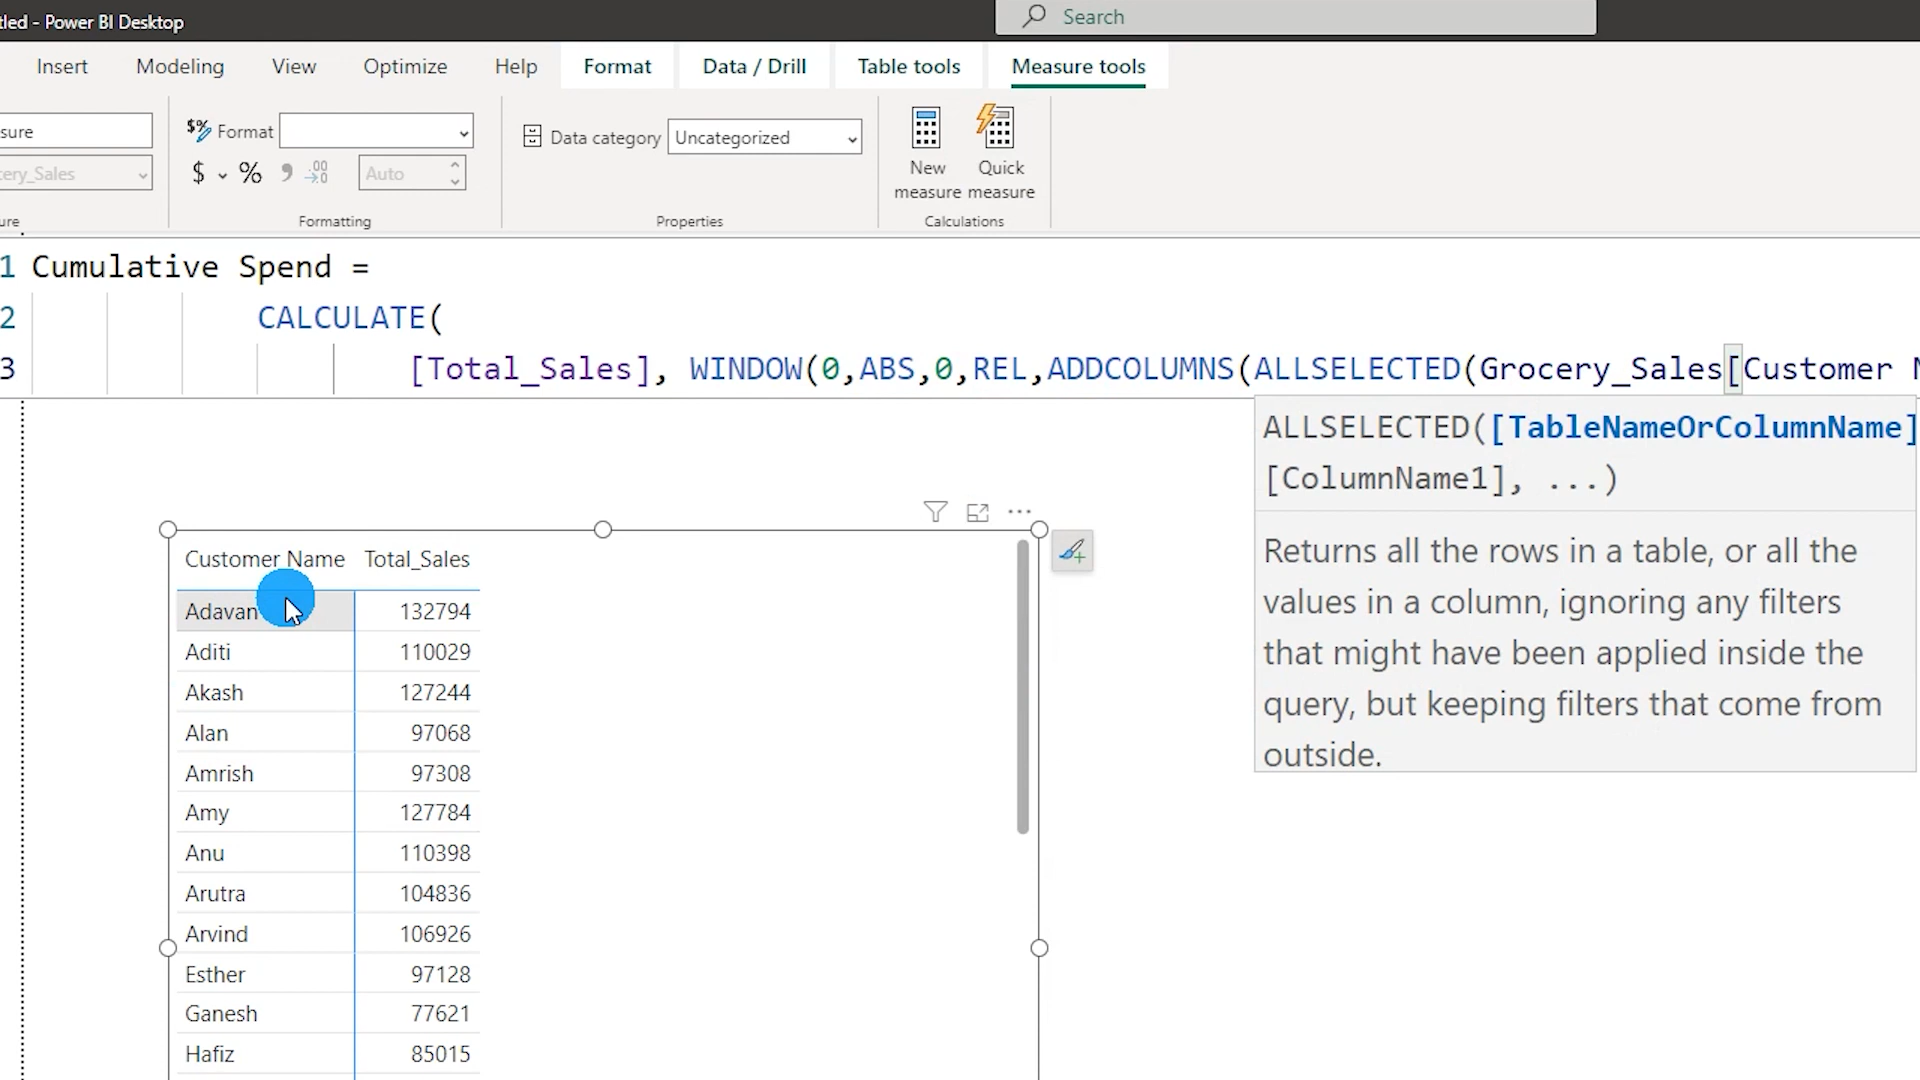 tled - Power BI Desktop
Search
Insert Modeling View Optimize Help Format Data / Drill Table tools Measure tools
sure
$% Format
Data category Uncategorized
ery_Sales
$ % , .00 Auto
New measure
Quick measure
ure
Formatting
Properties
Calculations
1 Cumulative Spend =
2 CALCULATE(
3 [Total_Sales], WINDOW(0,ABS,0,REL,ADDCOLUMNS(ALLSELECTED(Grocery_Sales[Customer N
ALLSELECTED([TableNameOrColumnName]
[ColumnName1], ...)
Returns all the rows in a table, or all the
values in a column, ignoring any filters
that might have been applied inside the
query, but keeping filters that come from
outside.
Customer Name Total_Sales
Adavan 132794
Aditi 110029
Akash 127244
Alan 97068
Amrish 97308
Amy 127784
Anu 110398
Arutra 104836
Arvind 106926
Esther 97128
Ganesh 77621
Hafiz 85015